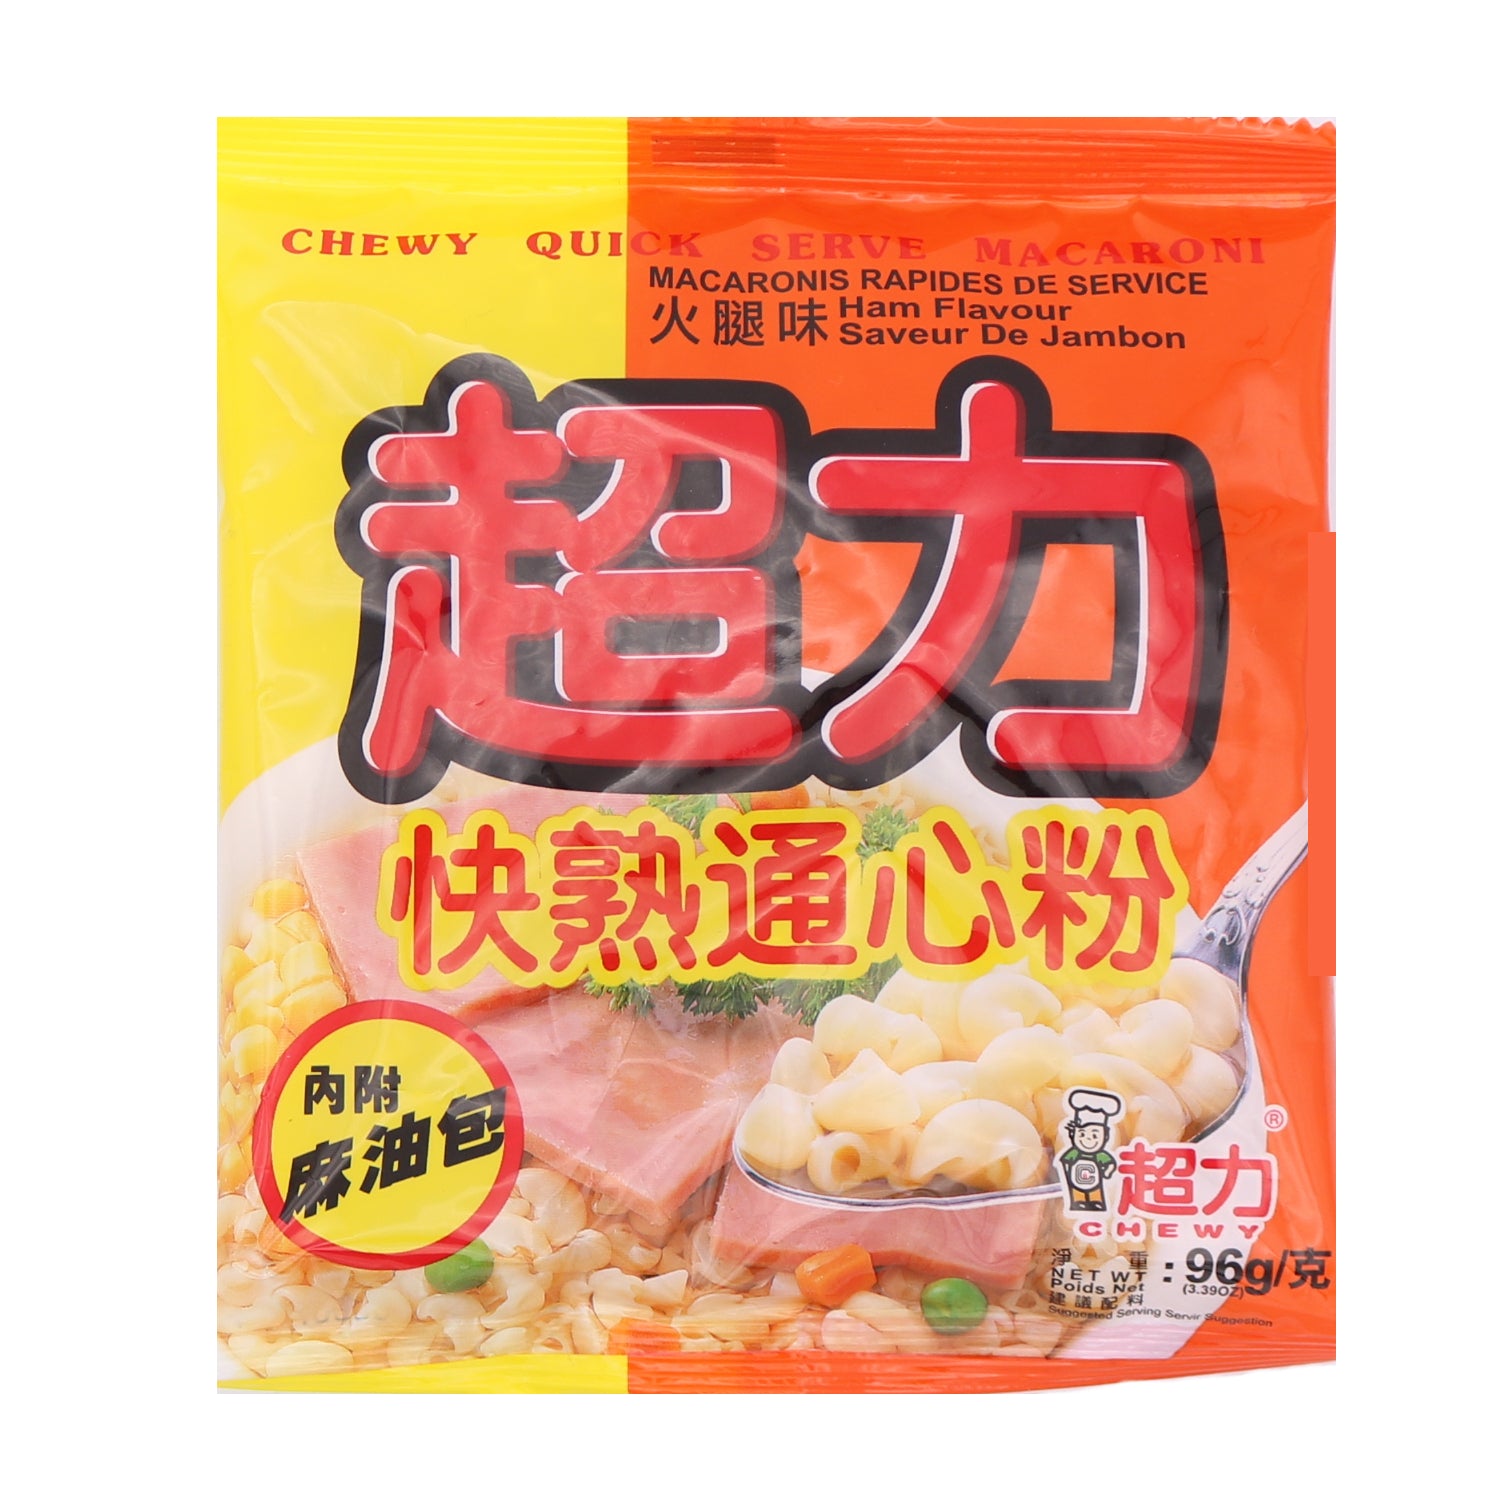 CHEWY QUICK SERVE MACARONI
MACARONIS RAPIDES DE SERVICE
火腿味 Ham Flavour
Saveur De Jambon
超力
快熟通心粉
內附
麻油包
®
C
超力
CHEWY
淨重
NET WT : 96g/克
Poids Net (3.39OZ)
建議配料
Suggested Serving Servir Suggestion